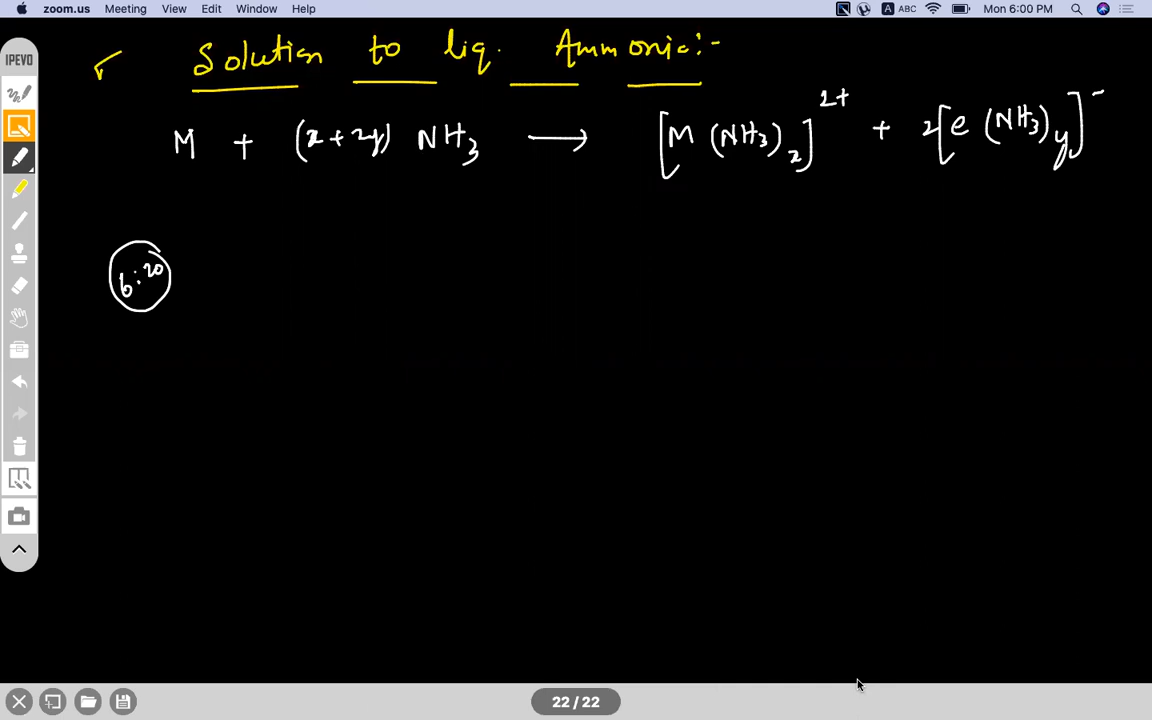 zoom.us Meeting View Edit Window Help A ABC Mon 6:00 PM
IPEVO
Solution to liq. Ammonia:-
M + (x+2y) NH3 ⟶ [M (NH3)x]2+ + 2[e (NH3)y]-
6:20
22 / 22